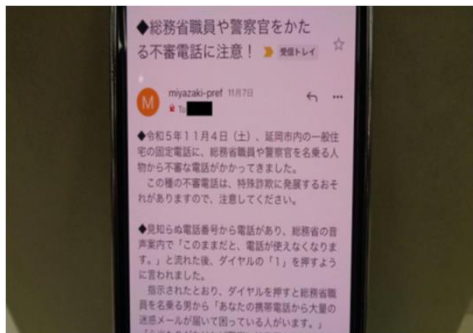 ◆総務省職員や警察官をかた
る不審電話に注意！ 受信トレイ
M miyazaki-pref 11月7日
To
◆令和5年11月4日（土）、延岡市内の一般住
宅の固定電話に、総務省職員や警察官を名乗る人
物から不審な電話がかかってきました。
この種の不審電話は、特殊詐欺に発展するおそ
れがありますので、注意してください。
◆見知らぬ電話番号から電話があり、総務省の音
声案内で「このままだと、電話が使えなくなりま
す。」と流れた後、ダイヤルの「1」を押すよう
に言われました。
指示されたとおり、ダイヤルを押すと総務省職
員を名乗る男から「あなたの携帯電話から大量の
迷惑メールが届いて困っている人がいます。」